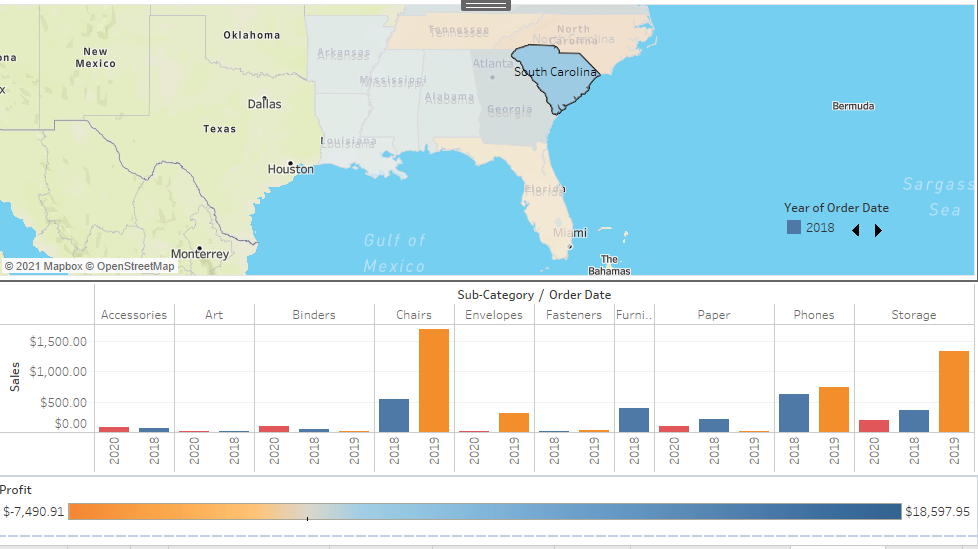 Tennessee
North
Carolina
North Carolina
Oklahoma
Arkansas
New
Mexico
Atlanta
South Carolina
Mississippi
Alabama
Georgia
Dallas
Bermuda
Texas
Louisiana
Houston
Sargass
Sea
Florida
Year of Order Date
2018
Miami
Gulf of
Mexico
Monterrey
The
Bahamas
© 2021 Mapbox © OpenStreetMap
Sub-Category / Order Date
Accessories Art Binders Chairs Envelopes Fasteners Furni.. Paper Phones Storage
Sales
$1,500.00
$1,000.00
$500.00
$0.00
2020 2018 2020 2018 2020 2018 2019 2018 2019 2018 2019 2018 2019 2018 2020 2018 2019 2018 2019 2020 2018 2019
Profit
$-7,490.91 $18,597.95